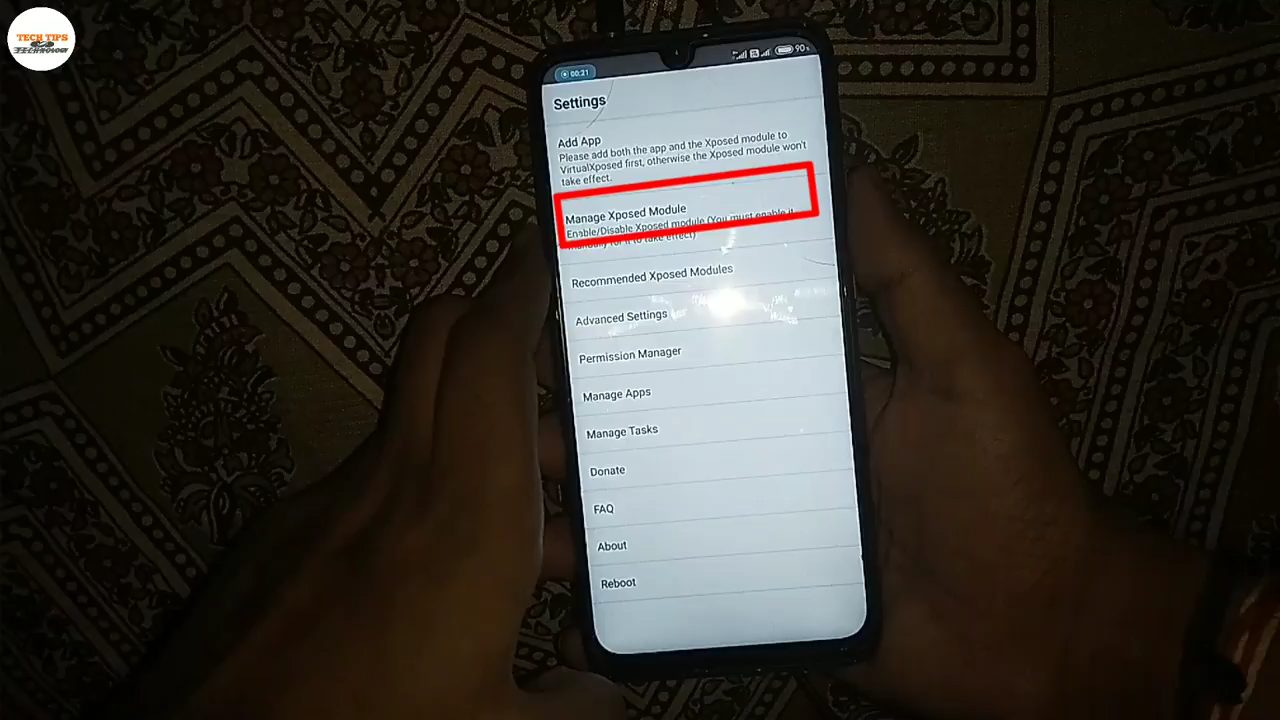 TECH TIPS
TECHNOLOGY
00:21
90
Settings
Add App
Please add both the app and the Xposed module to
VirtualXposed first, otherwise the Xposed module won't
take effect.
Manage Xposed Module
Enable/Disable Xposed module (You must enable it
manually for it to take effect)
Recommended Xposed Modules
Advanced Settings
Permission Manager
Manage Apps
Manage Tasks
Donate
FAQ
About
Reboot